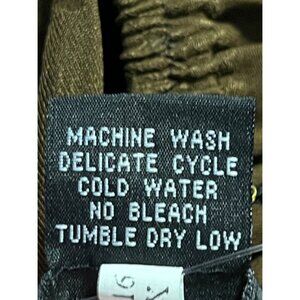 MACHINE WASH
DELICATE CYCLE
COLD WATER
NO BLEACH
TUMBLE DRY LOW